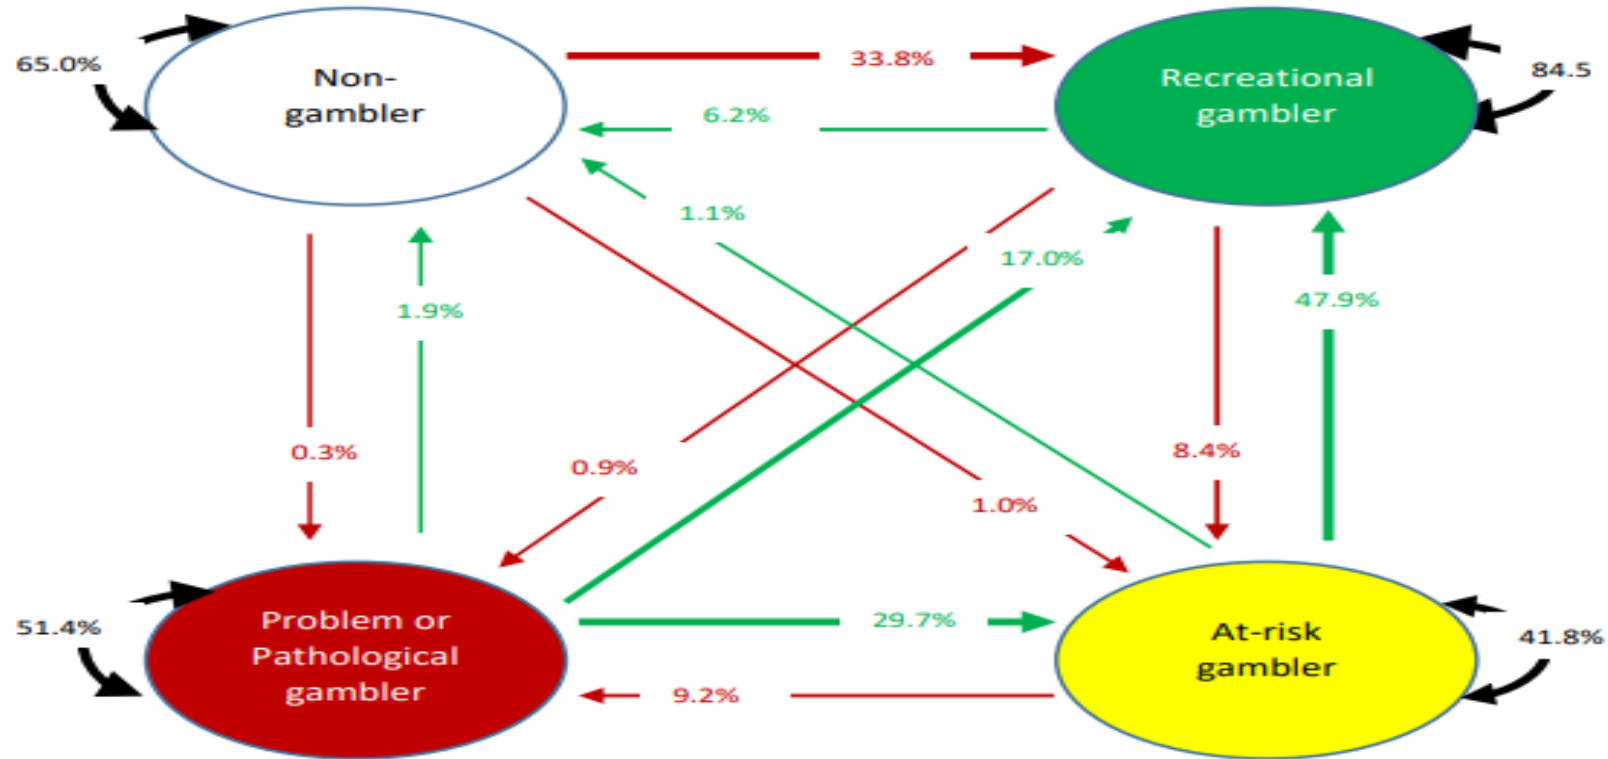 65.0%
Non-
gambler
33.8%
Recreational
gambler
84.5
6.2%
1.1%
17.0%
1.9%
47.9%
0.3%
0.9%
8.4%
1.0%
51.4%
Problem or
Pathological
gambler
29.7%
At-risk
gambler
41.8%
9.2%